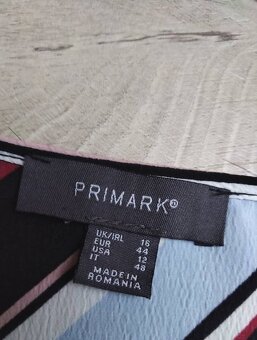 PRIMARK®
UK/IRL 16
EUR 44
USA 12
IT 48
MADE IN
ROMANIA